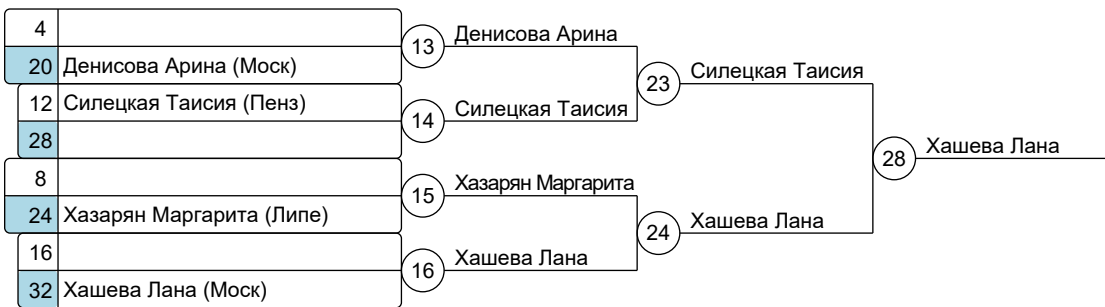 4
20 Денисова Арина (Моск)
12 Силецкая Таисия (Пенз)
28
8
24 Хазарян Маргарита (Липе)
16
32 Хашева Лана (Моск)
13 Денисова Арина
14 Силецкая Таисия
15 Хазарян Маргарита
16 Хашева Лана
23 Силецкая Таисия
24 Хашева Лана
28 Хашева Лана